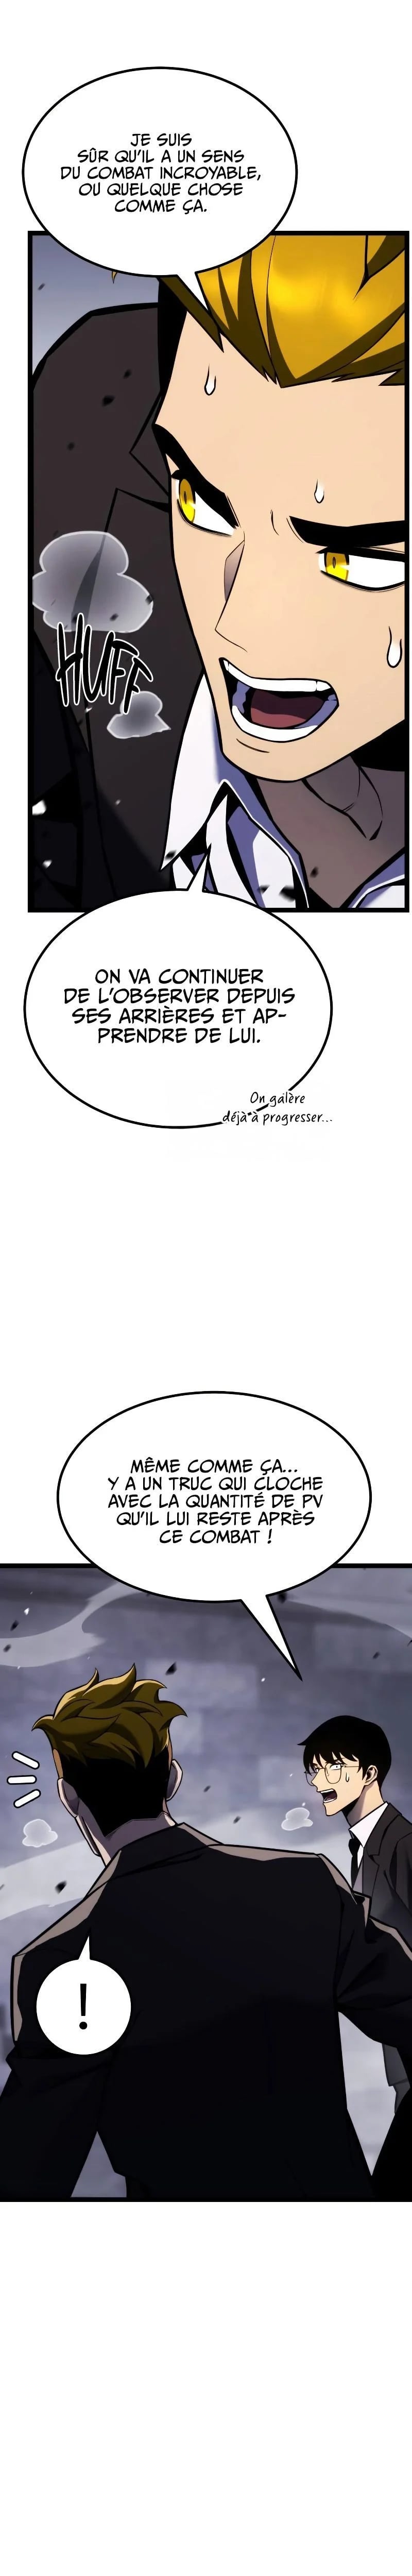 JE SUIS
SÛR QU'IL A UN SENS
DU COMBAT INCROYABLE,
OU QUELQUE CHOSE
COMME ÇA.
HUFF
ON VA CONTINUER
DE L'OBSERVER DEPUIS
SES ARRIÈRES ET AP-
PRENDRE DE LUI.
On galère
déjà à progresser...
MÊME COMME ÇA...
Y A UN TRUC QUI CLOCHE
AVEC LA QUANTITÉ DE PV
QU'IL LUI RESTE APRÈS
CE COMBAT !
!